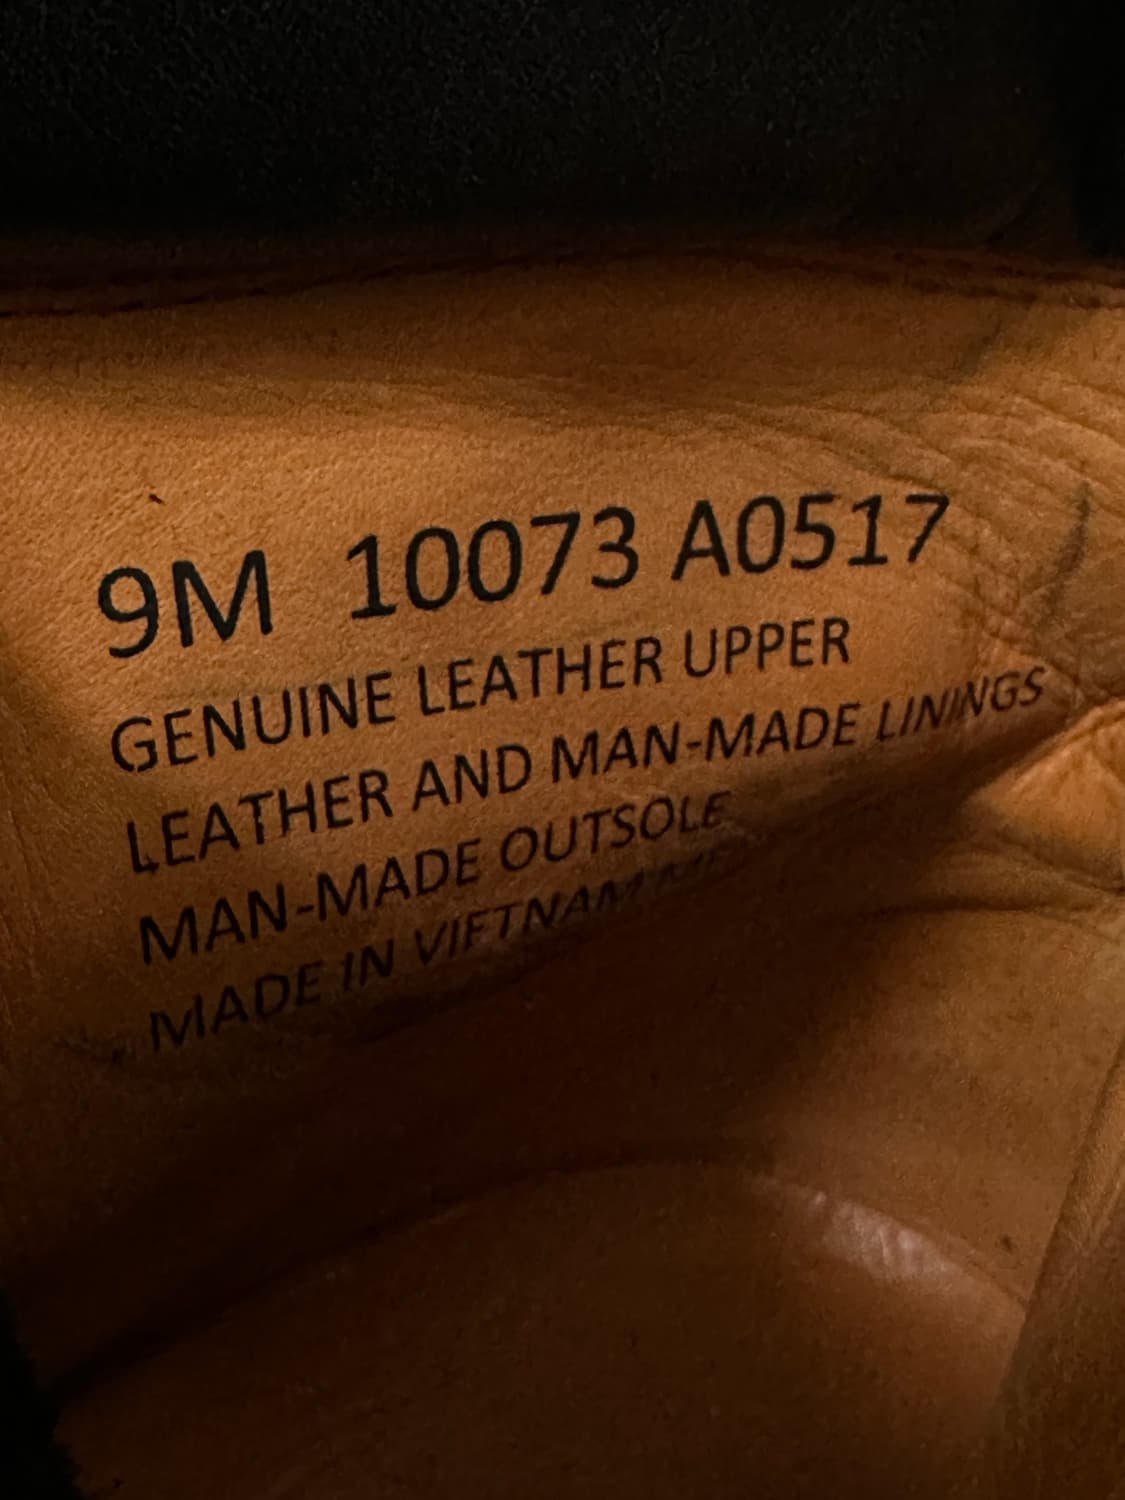 9M 10073 A0517
GENUINE LEATHER UPPER
LEATHER AND MAN-MADE LININGS
MAN-MADE OUTSOLE
MADE IN VIETNAM